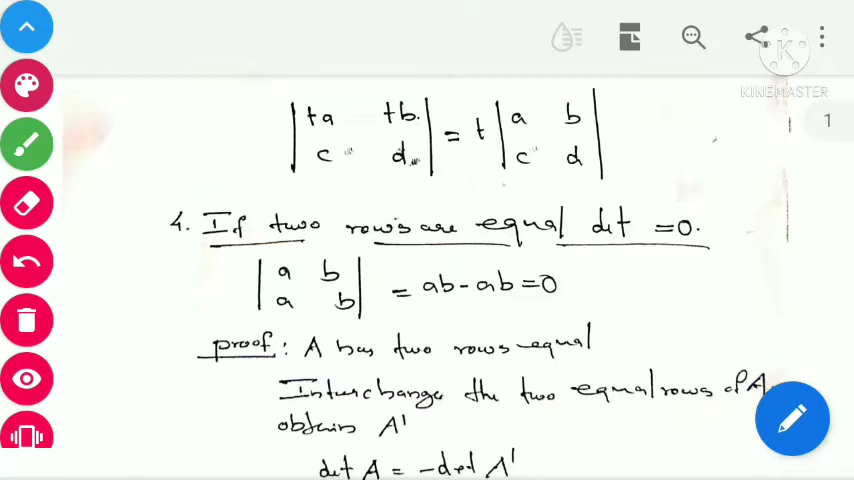 K
KINEMASTER
1
|ta tb| = t |a b|
|c d| |c d|
4. If two rows are equal det = 0.
|a b|
|a b| = ab - ab = 0
proof : A has two rows equal
Interchange the two equal rows of A
obtain A'
det A = -det A'